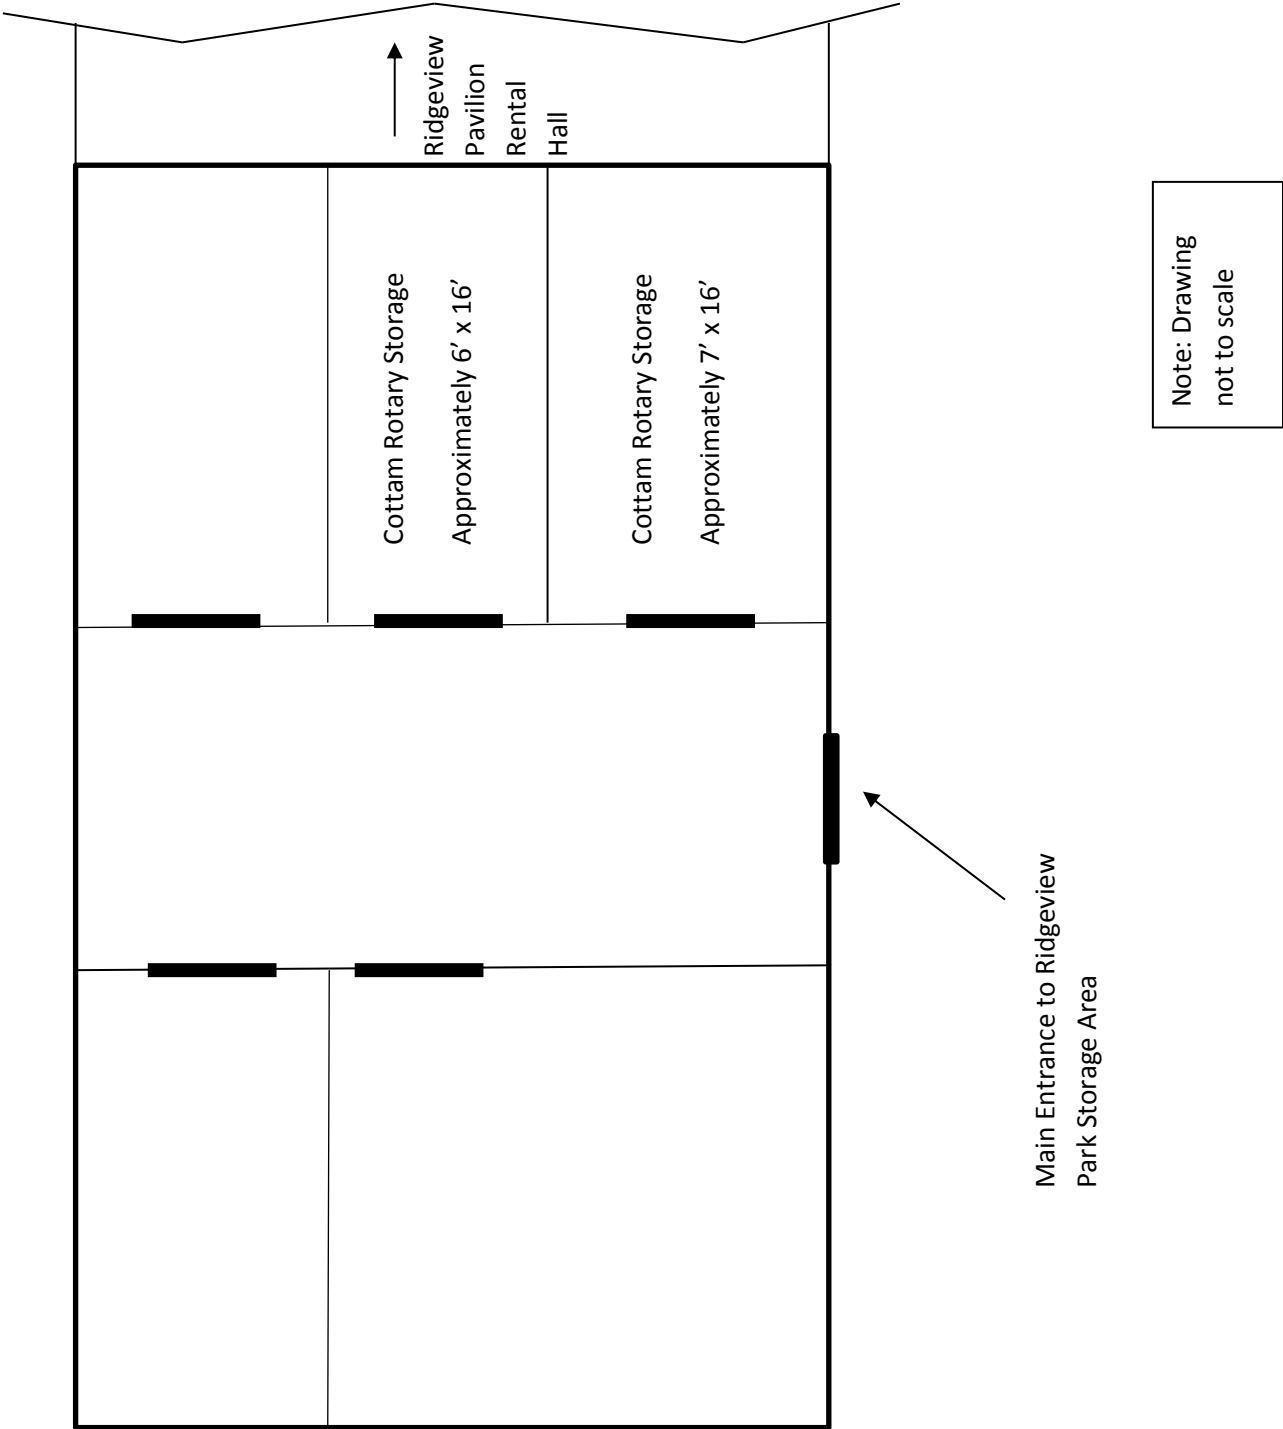 Ridgeview
Pavilion
Rental
Hall
Cottam Rotary Storage
Approximately 6’ x 16’
Cottam Rotary Storage
Approximately 7’ x 16’
Main Entrance to Ridgeview
Park Storage Area
Note: Drawing
not to scale